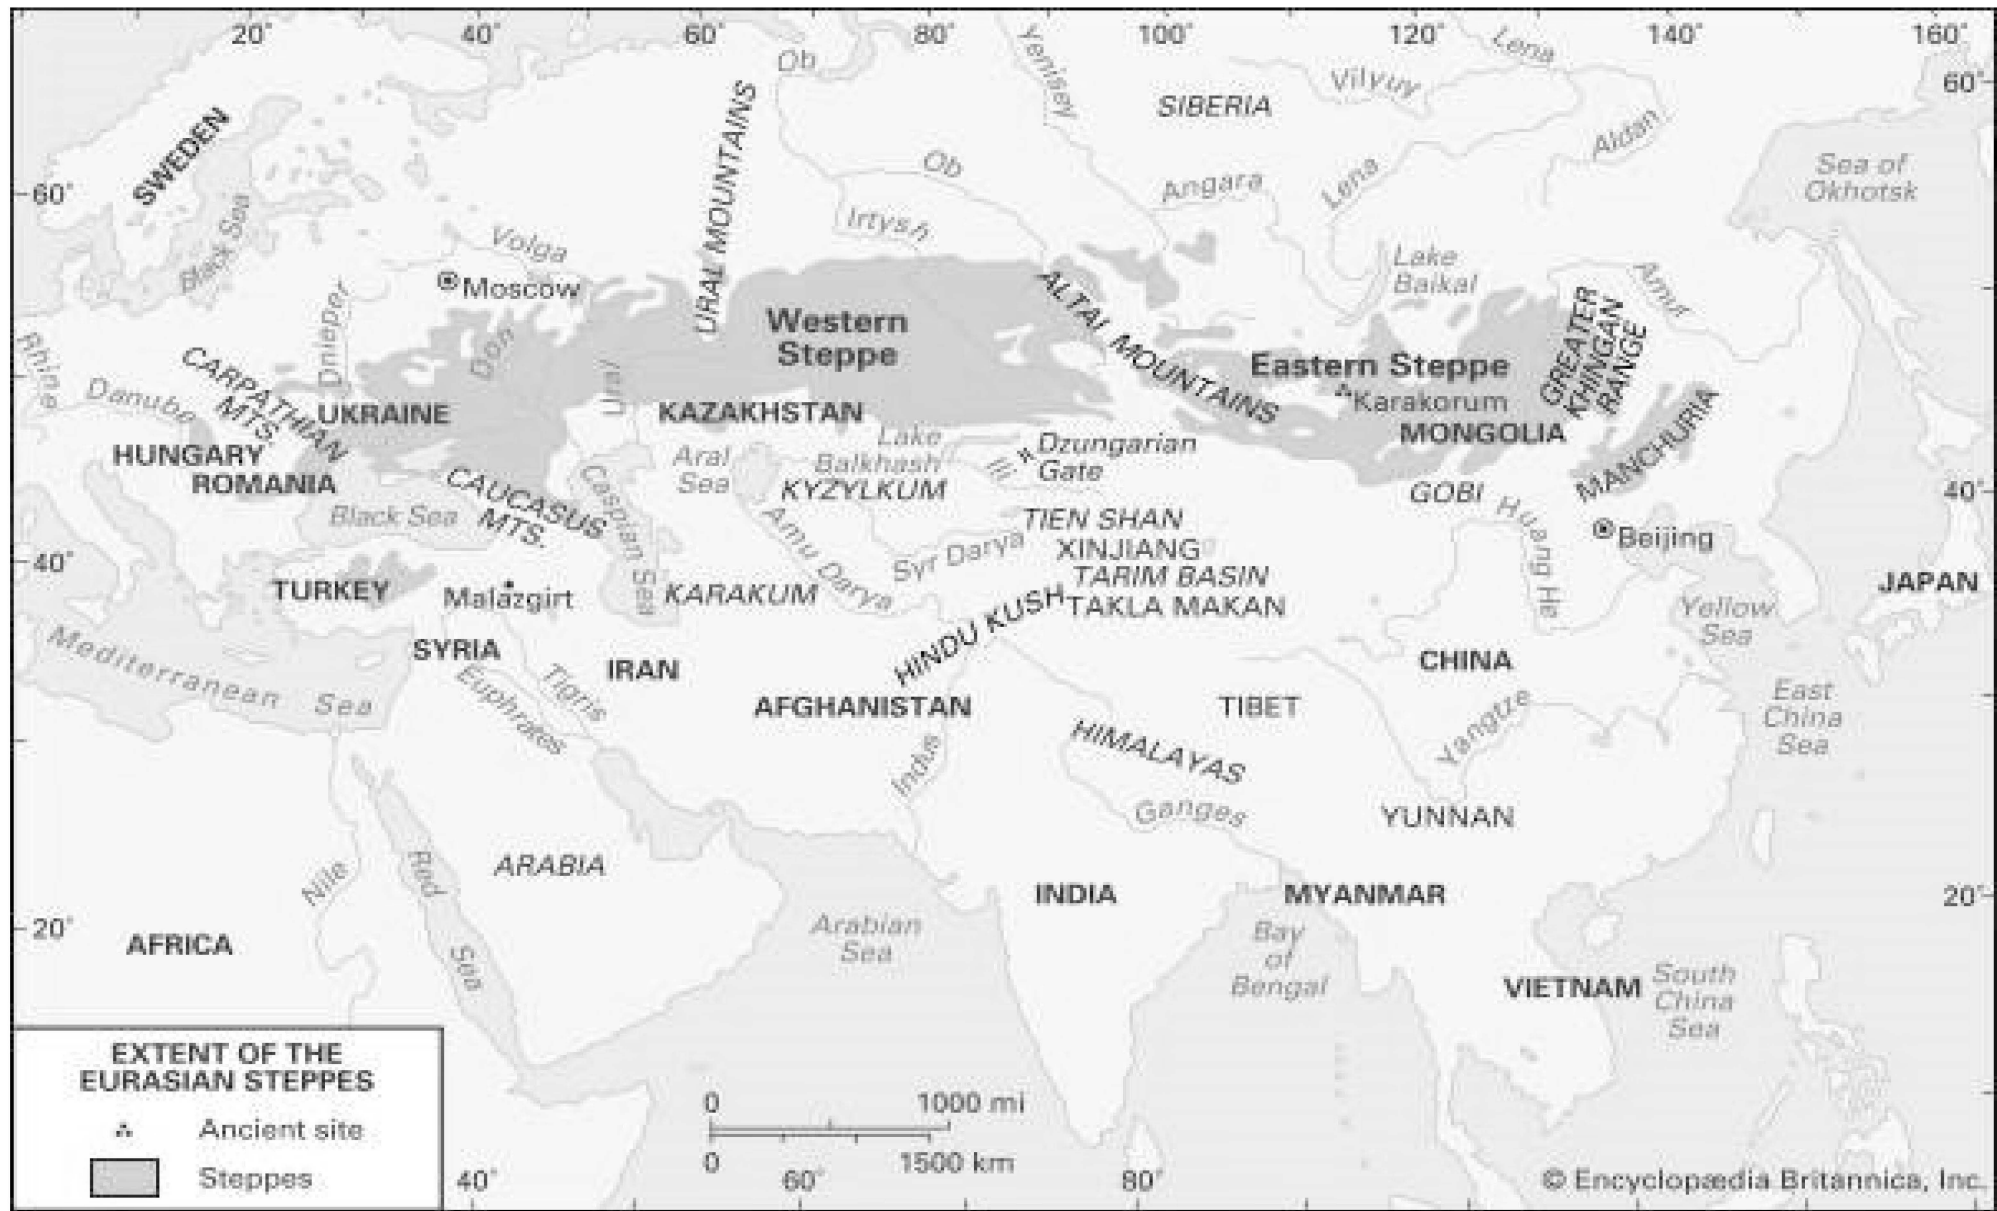 20°
40°
60°
80°
100°
120°
140°
160°
60°
60°
40°
40°
20°
20°
40°
60°
80°
Ob
Yenisey
Lena
Vilyuy
SIBERIA
Aldan
Sea of
Okhotsk
SWEDEN
Black Sea
URAL MOUNTAINS
Ob
Irtysh
Angara
Lena
Volga
Moscow
Lake
Baikal
Amur
Rhine
Dnieper
Don
Western
Steppe
ALTAI MOUNTAINS
Eastern Steppe
GREATER
KHINGAN
RANGE
Danube
CARPATHIAN
MTS.
UKRAINE
Ural
KAZAKHSTAN
Karakorum
MONGOLIA
MANCHURIA
HUNGARY
ROMANIA
Aral
Sea
Lake
Balkhash
Ili
Dzungarian
Gate
KYZYLKUM
GOBI
Huang He
Black Sea
CAUCASUS
MTS.
Caspian Sea
Amu Darya
Syr Darya
TIEN SHAN
XINJIANG
TARIM BASIN
TAKLA MAKAN
Beijing
TURKEY
Malazgirt
KARAKUM
HINDU KUSH
Yellow
Sea
JAPAN
Mediterranean Sea
SYRIA
Euphrates
Tigris
IRAN
AFGHANISTAN
TIBET
CHINA
Yangtze
East
China
Sea
Indus
HIMALAYAS
Ganges
YUNNAN
Nile
Red Sea
ARABIA
Arabian
Sea
INDIA
MYANMAR
Bay
of
Bengal
AFRICA
VIETNAM
South
China
Sea
EXTENT OF THE
EURASIAN STEPPES
Ancient site
Steppes
0 1000 mi
0 1500 km
© Encyclopædia Britannica, Inc.